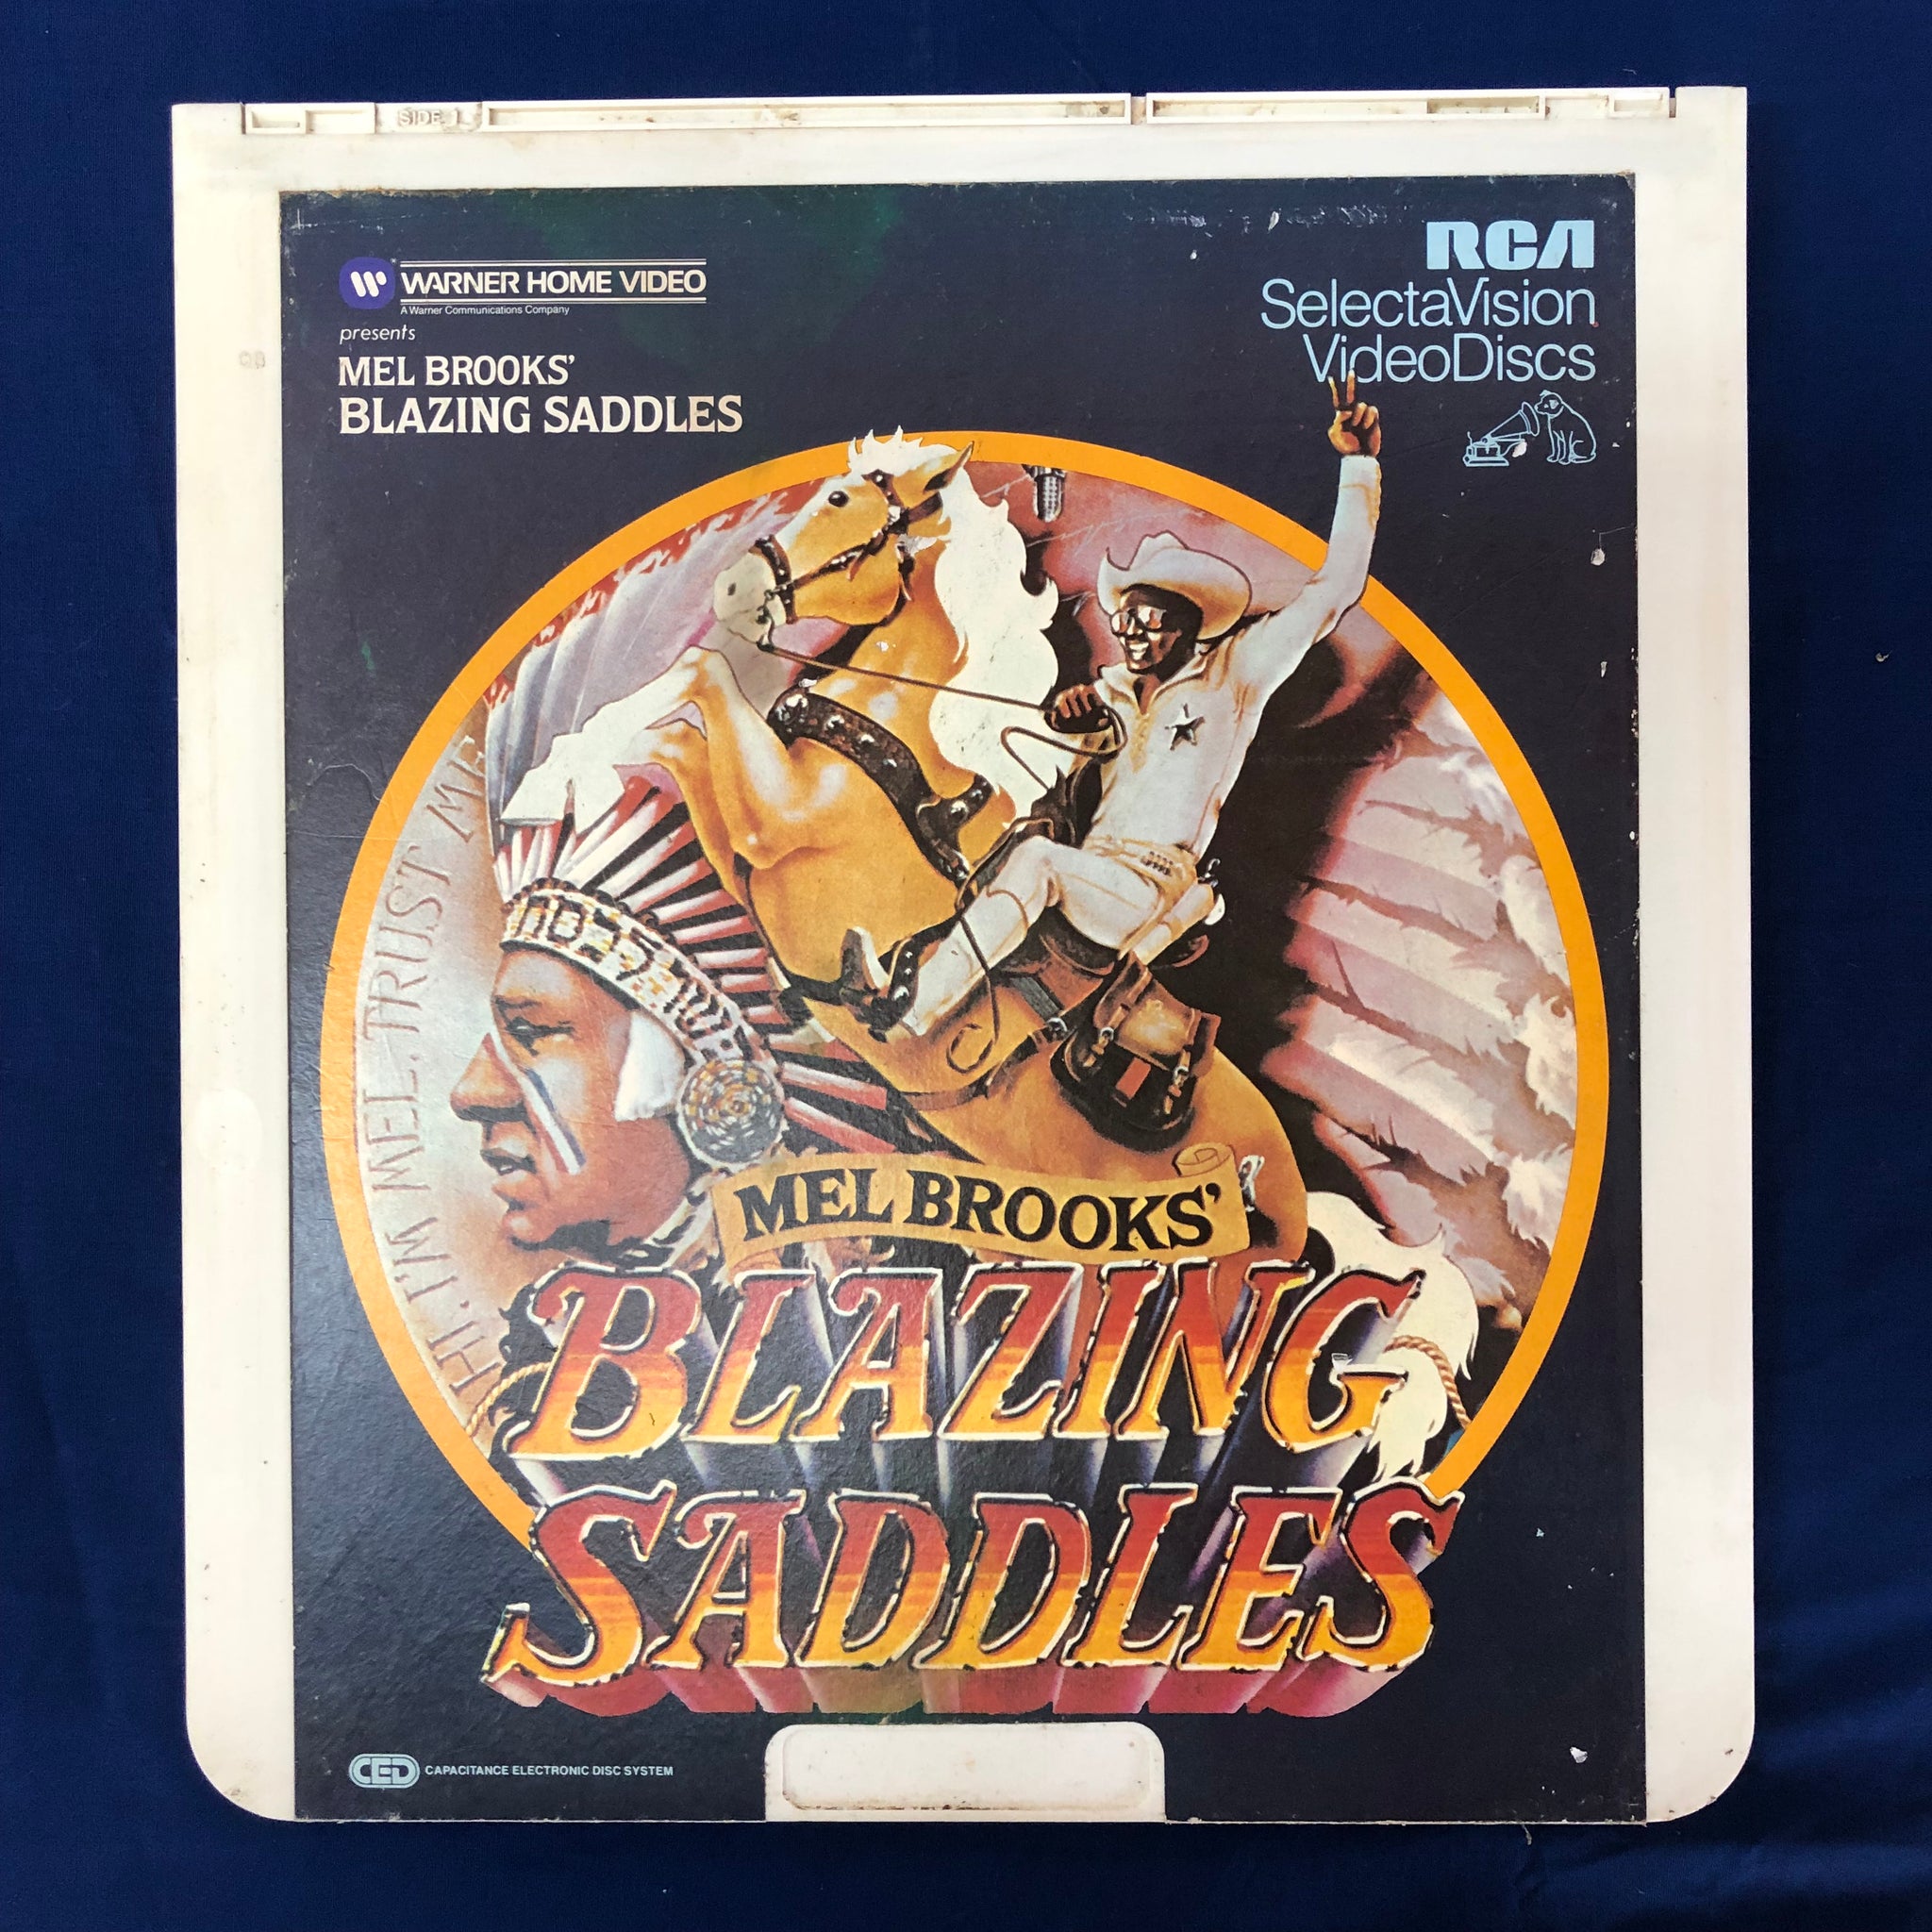 SIDE 1
WARNER HOME VIDEO
A Warner Communications Company
presents
MEL BROOKS'
BLAZING SADDLES
RCA
SelectaVision
VideoDiscs
HI. I'M MEL. TRUST ME
MEL BROOKS'
BLAZING
SADDLES
CED CAPACITANCE ELECTRONIC DISC SYSTEM